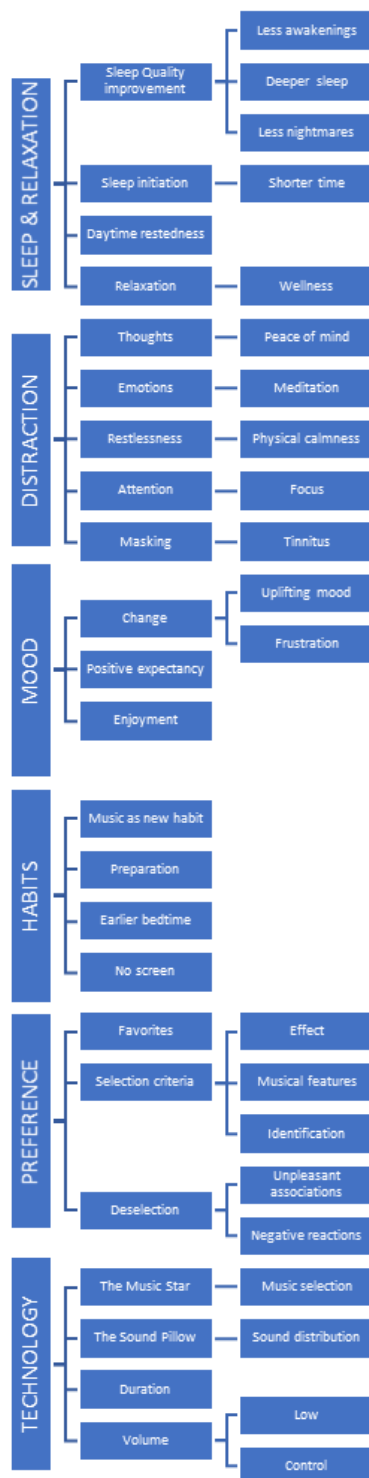 SLEEP & RELAXATION
Sleep Quality
improvement
Less awakenings
Deeper sleep
Less nightmares
Sleep initiation
Shorter time
Daytime restedness
Relaxation
Wellness
DISTRACTION
Thoughts
Peace of mind
Emotions
Meditation
Restlessness
Physical calmness
Attention
Focus
Masking
Tinnitus
MOOD
Change
Uplifting mood
Frustration
Positive expectancy
Enjoyment
HABITS
Music as new habit
Preparation
Earlier bedtime
No screen
PREFERENCE
Favorites
Selection criteria
Effect
Musical features
Identification
Deselection
Unpleasant
associations
Negative reactions
TECHNOLOGY
The Music Star
Music selection
The Sound Pillow
Sound distribution
Duration
Volume
Low
Control